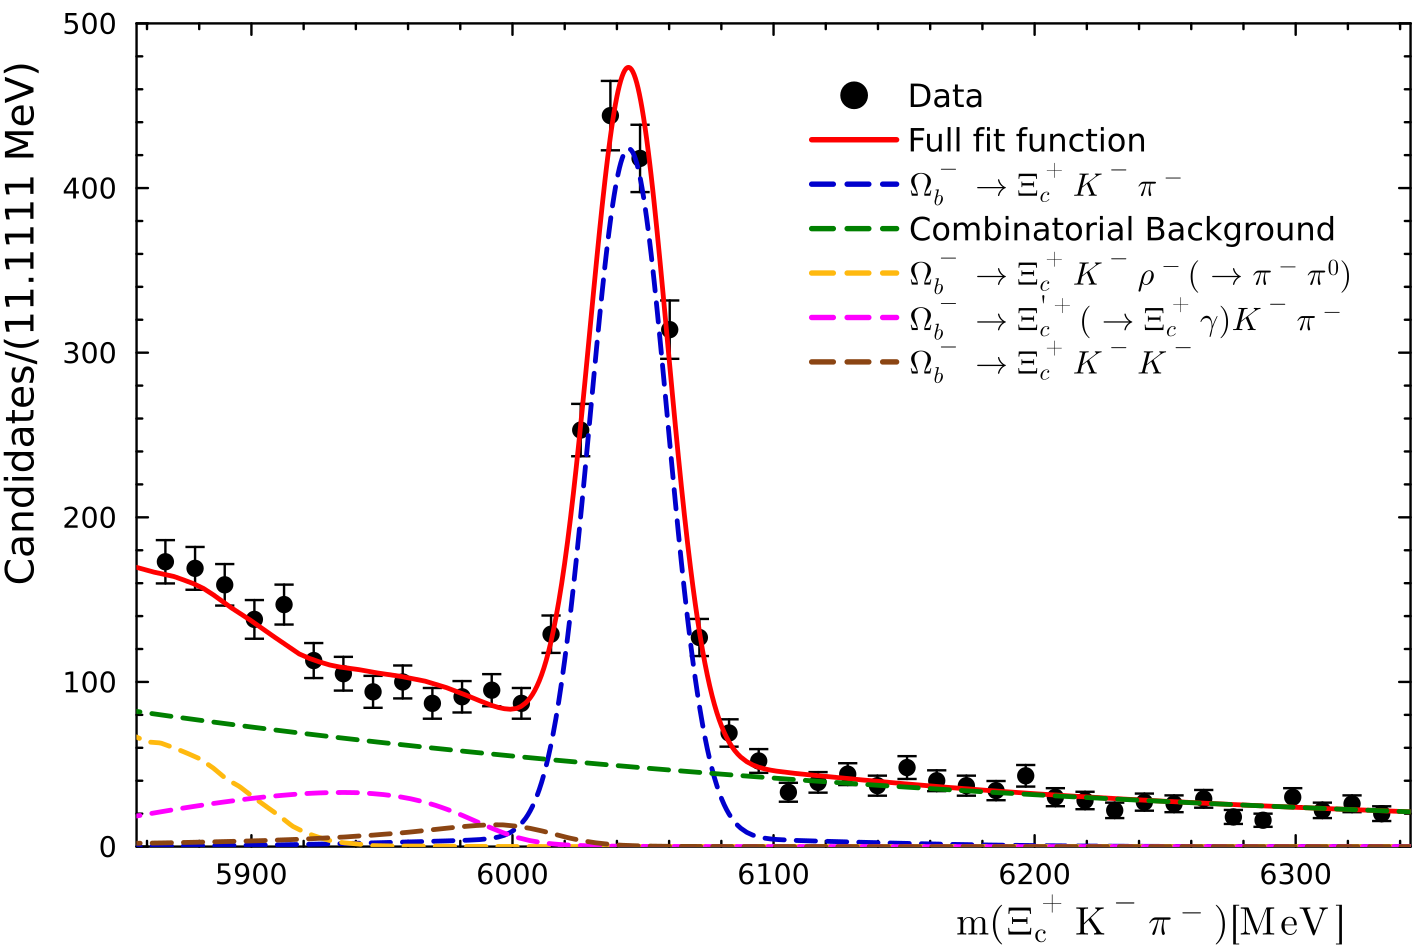 500
400
300
200
100
0
Candidates/(11.1111 MeV)
Data
Full fit function
Ω_b^- → Ξ_c^+ K^- π^-
Combinatorial Background
Ω_b^- → Ξ_c^+ K^- ρ^- ( → π^- π^0)
Ω_b^- → Ξ_c^'+ ( → Ξ_c^+ γ)K^- π^-
Ω_b^- → Ξ_c^+ K^- K^-
5900 6000 6100 6200 6300
m(Ξ_c^+ K^- π^- )[MeV]